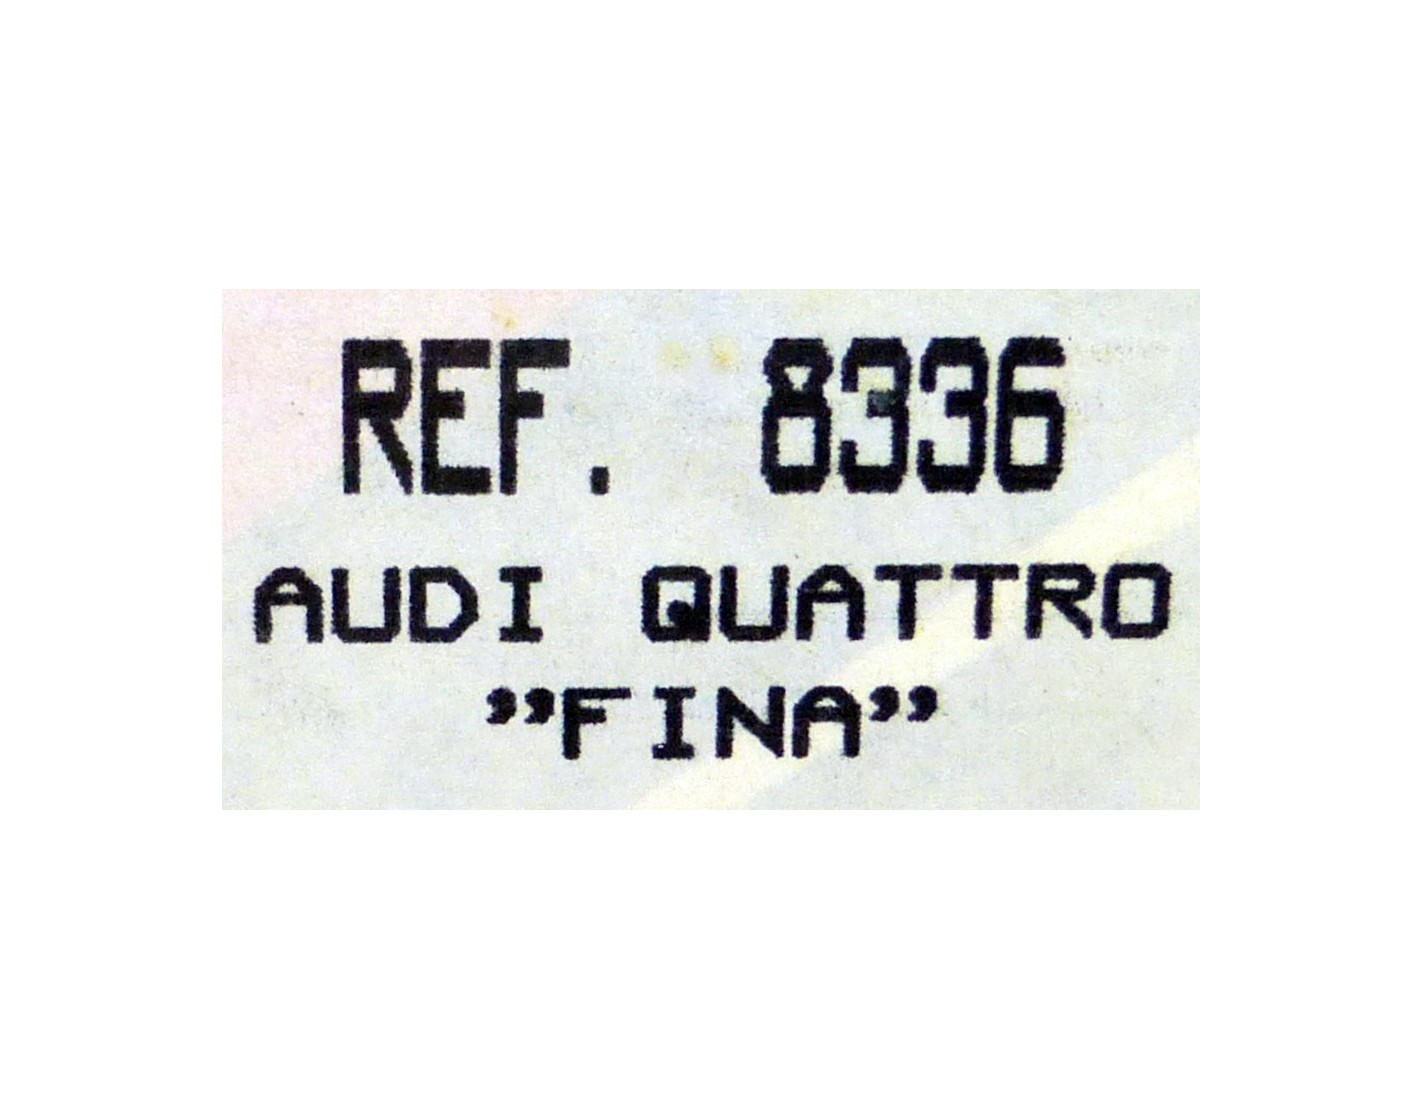 REF. 8336
AUDI QUATTRO
”FINA”